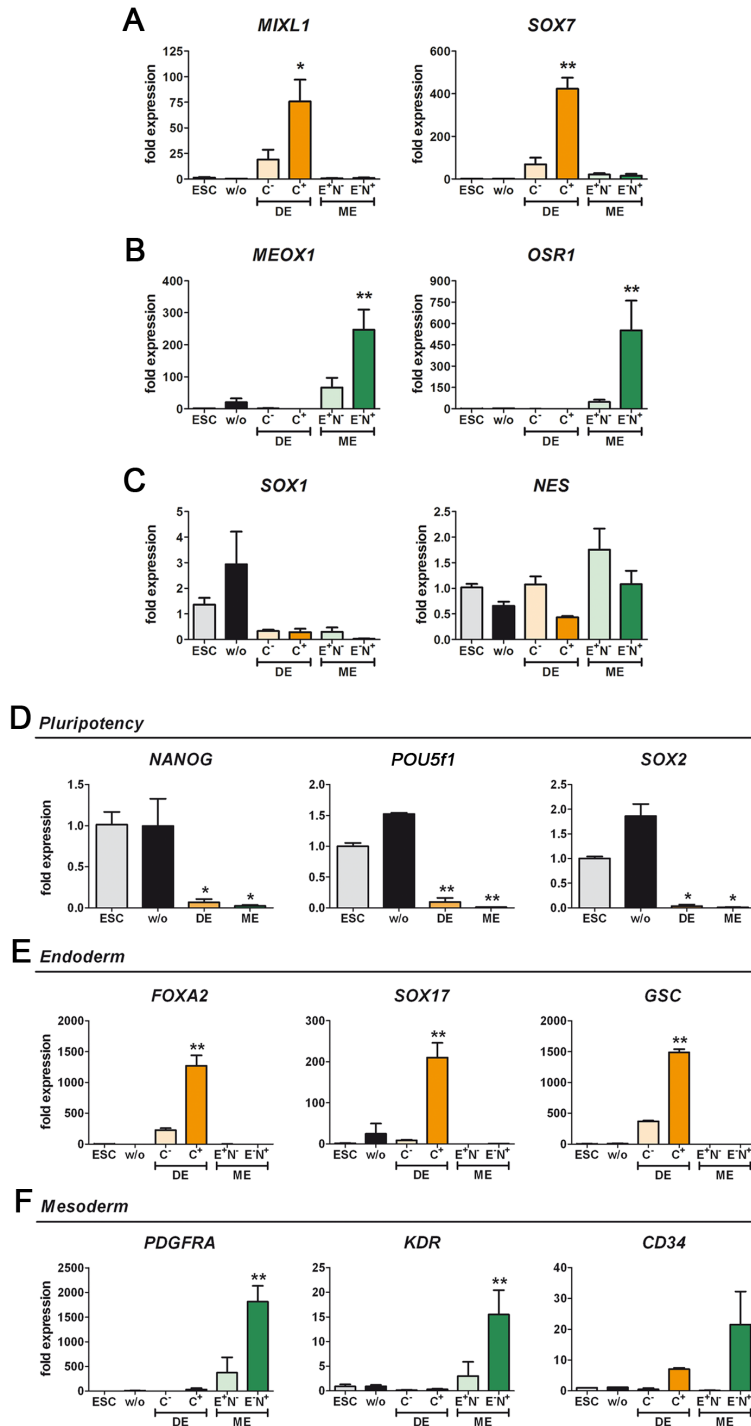 A
MIXL1 SOX7
fold expression
125
100
75
50
25
0
*
ESC w/o C- C+ E+N- E-N+
DE ME
fold expression
600
400
200
0
**
ESC w/o C- C+ E+N- E-N+
DE ME
B
MEOX1 OSR1
fold expression
400
300
200
100
0
**
ESC w/o C- C+ E+N- E-N+
DE ME
fold expression
900
750
600
450
300
150
0
**
ESC w/o C- C+ E+N- E-N+
DE ME
C
SOX1 NES
fold expression
5
4
3
2
1
0
ESC w/o C- C+ E+N- E-N+
DE ME
fold expression
2.5
2.0
1.5
1.0
0.5
0.0
ESC w/o C- C+ E+N- E-N+
DE ME
D Pluripotency
NANOG POU5f1 SOX2
fold expression
1.5
1.0
0.5
0.0
* *
ESC w/o DE ME
2.0
1.5
1.0
0.5
0.0
** **
ESC w/o DE ME
2.5
2.0
1.5
1.0
0.5
0.0
* *
ESC w/o DE ME
E Endoderm
FOXA2 SOX17 GSC
fold expression
2000
1500
1000
500
0
**
ESC w/o C- C+ E+N- E-N+
DE ME
300
200
100
0
**
ESC w/o C- C+ E+N- E-N+
DE ME
2000
1500
1000
500
0
**
ESC w/o C- C+ E+N- E-N+
DE ME
F Mesoderm
PDGFRA KDR CD34
fold expression
2500
2000
1500
1000
500
0
**
ESC w/o C- C+ E+N- E-N+
DE ME
25
20
15
10
5
0
**
ESC w/o C- C+ E+N- E-N+
DE ME
40
30
20
10
0
ESC w/o C- C+ E+N- E-N+
DE ME